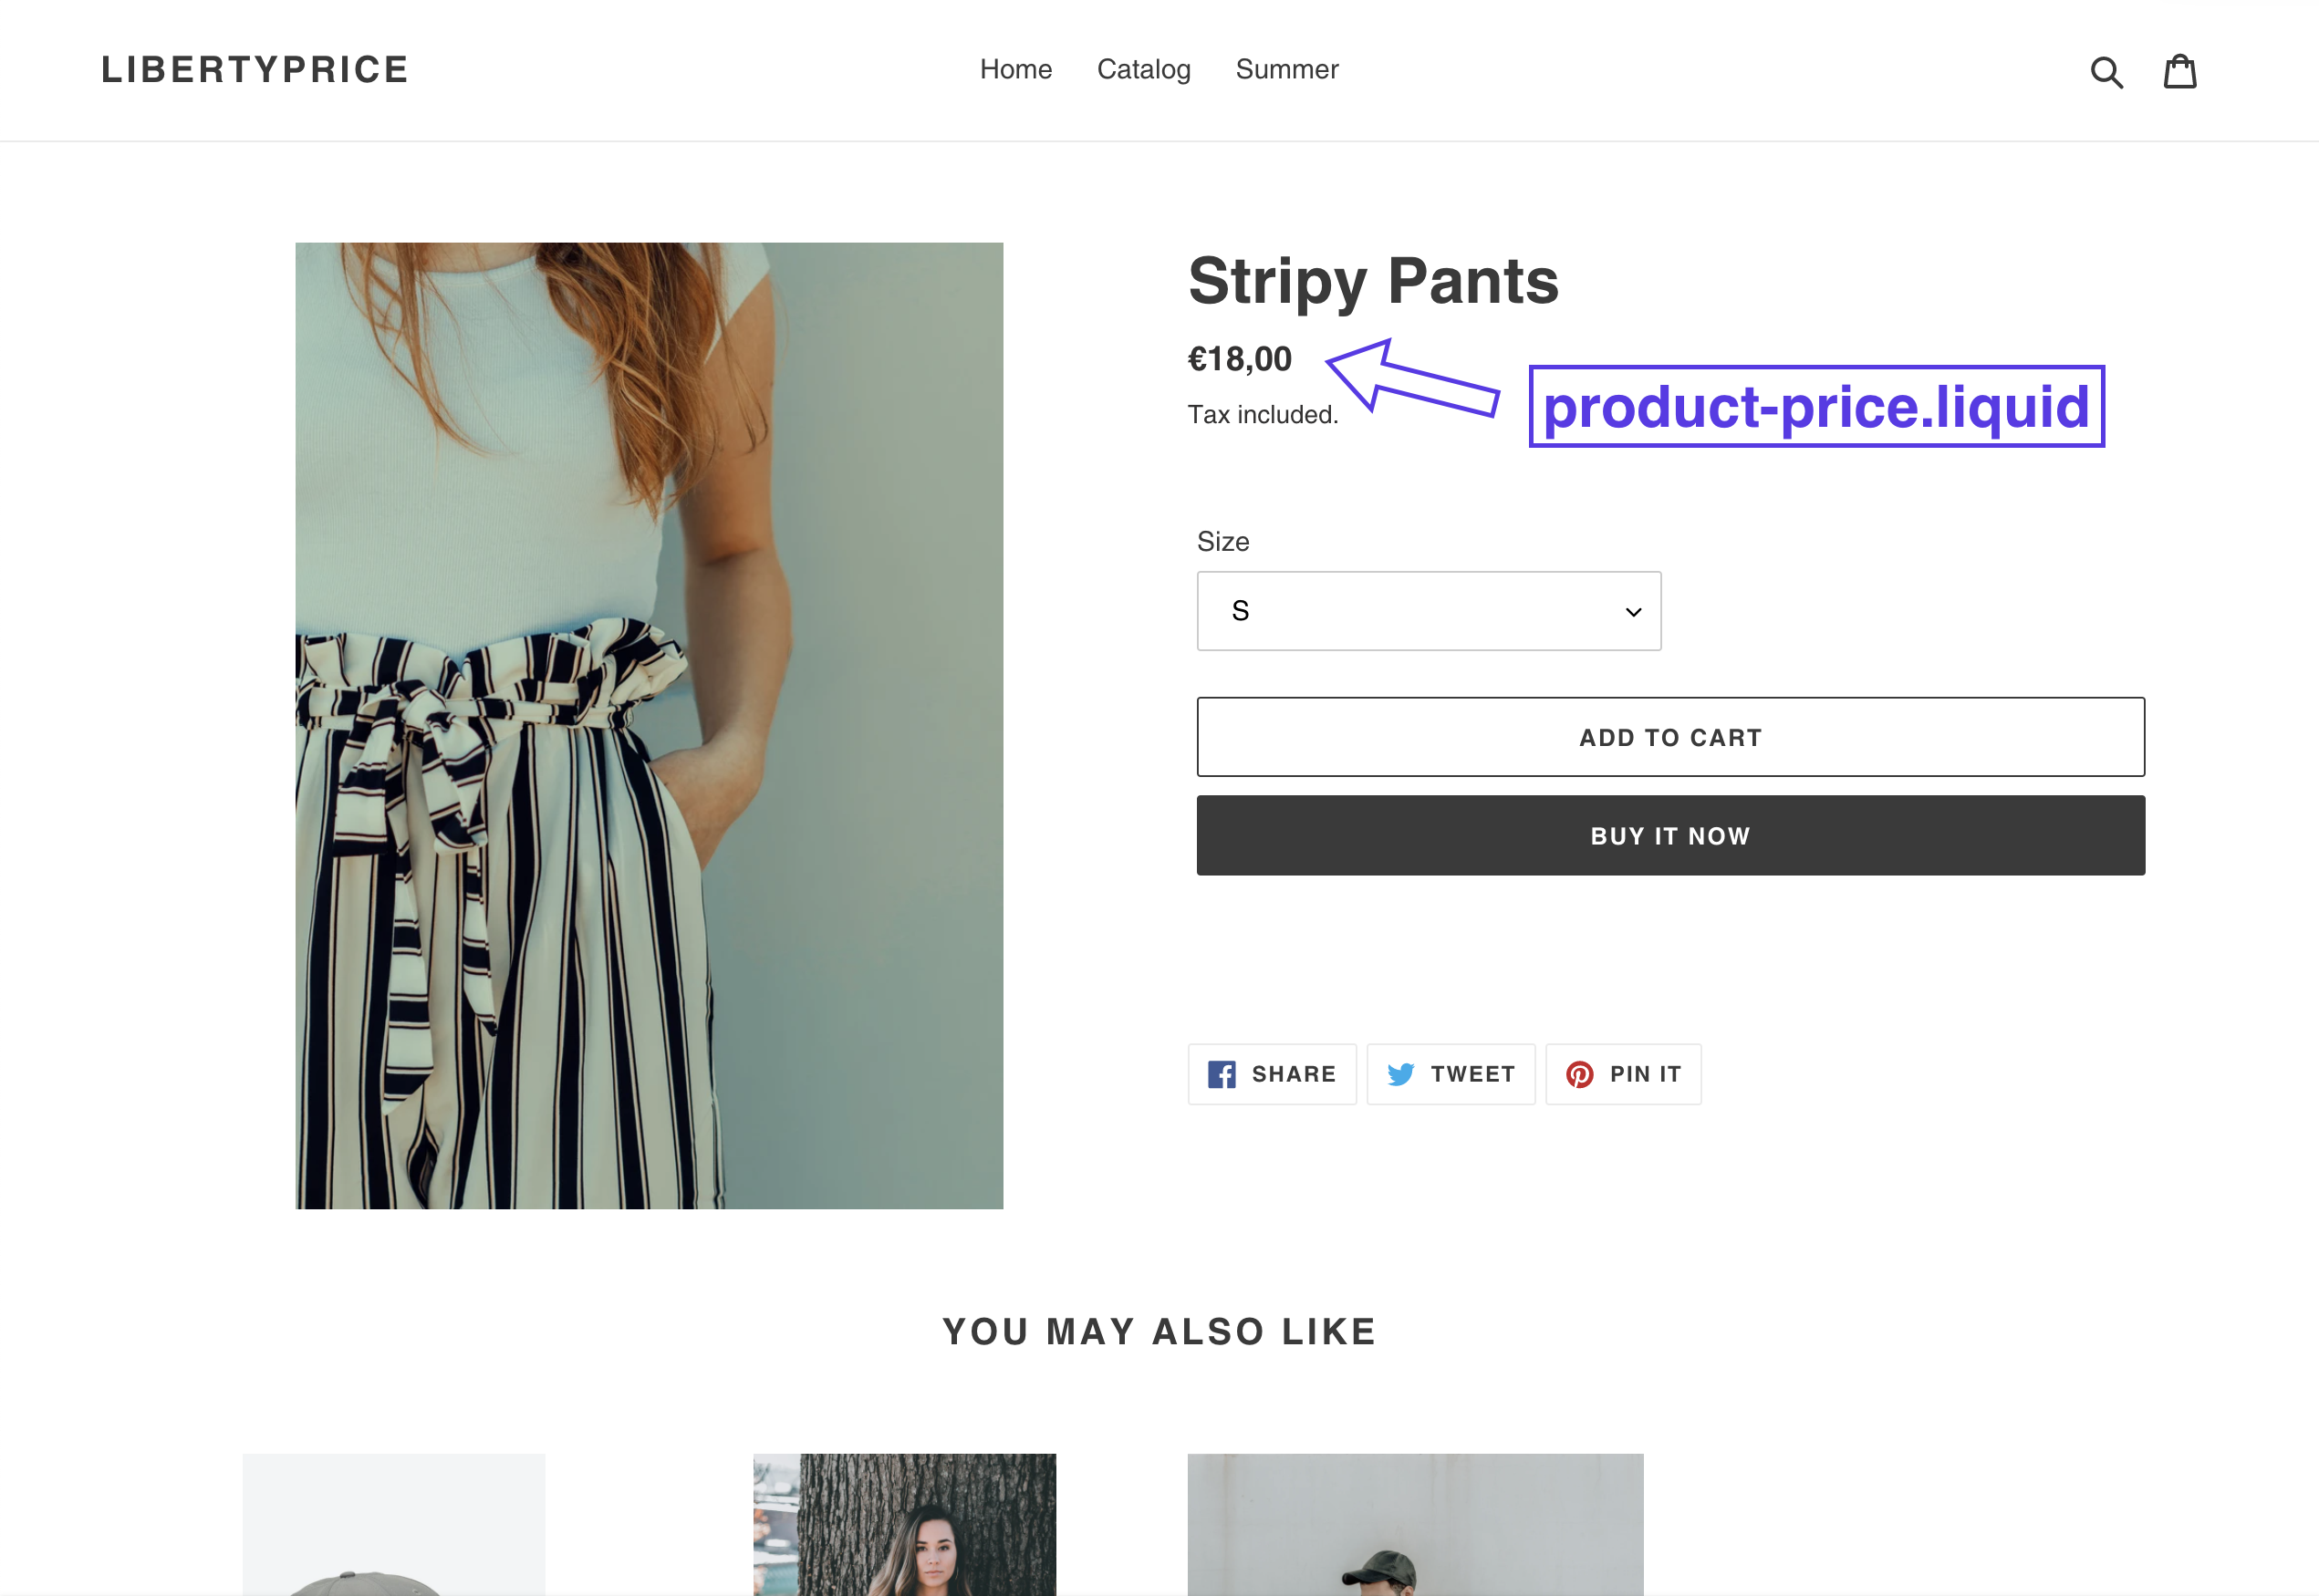 LIBERTYPRICE
Home Catalog Summer
Stripy Pants
€18,00
product-price.liquid
Tax included.
Size
S
ADD TO CART
BUY IT NOW
SHARE TWEET PIN IT
YOU MAY ALSO LIKE